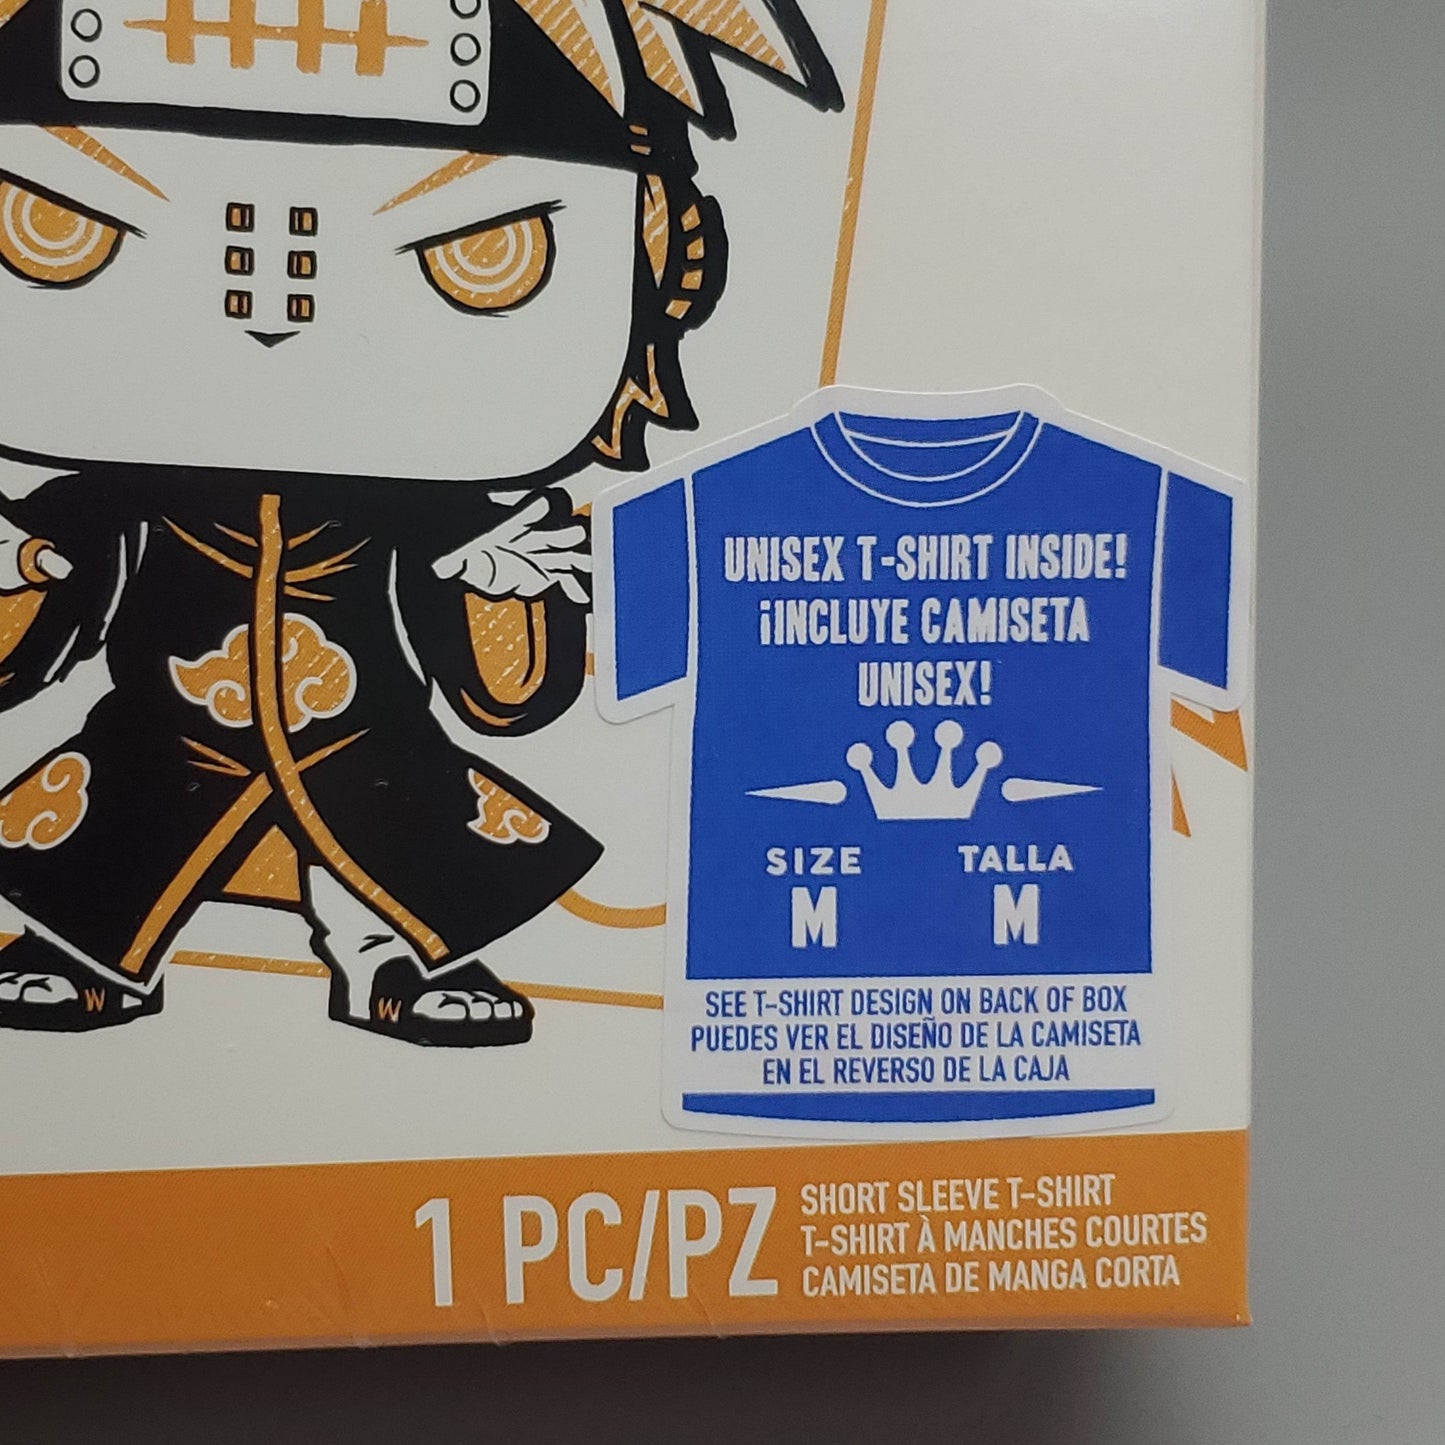 UNISEX T-SHIRT INSIDE!
¡INCLUYE CAMISETA
UNISEX!
SIZE TALLA
M M
SEE T-SHIRT DESIGN ON BACK OF BOX
PUEDES VER EL DISEÑO DE LA CAMISETA
EN EL REVERSO DE LA CAJA
1 PC/PZ
SHORT SLEEVE T-SHIRT
T-SHIRT À MANCHES COURTES
CAMISETA DE MANGA CORTA